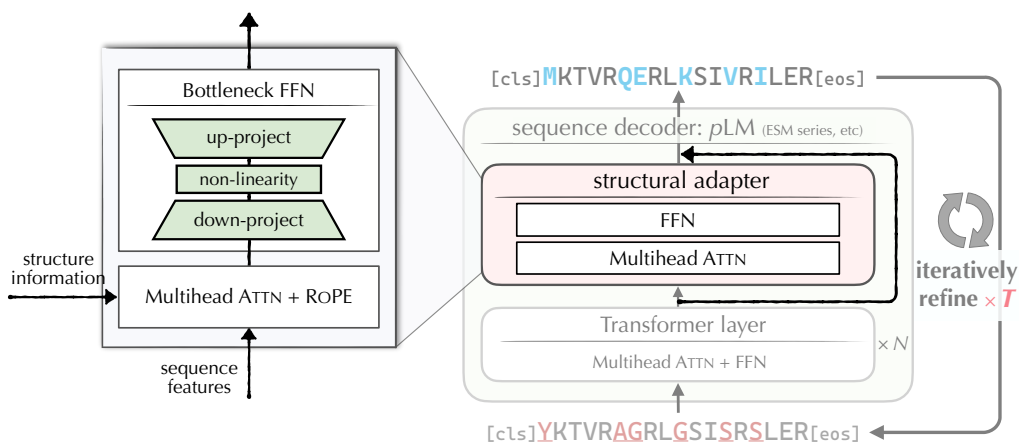 Bottleneck FFN
up-project
non-linearity
down-project
structure
information
Multihead ATTN + ROPE
sequence
features
[cls]MKTVRQERLKSIVRILER[eos]
sequence decoder: pLM (ESM series, etc)
structural adapter
FFN
Multihead ATTN
Transformer layer
Multihead ATTN + FFN
× N
[cls]YKTVRAGRLGSISRSLER[eos]
iteratively
refine × T